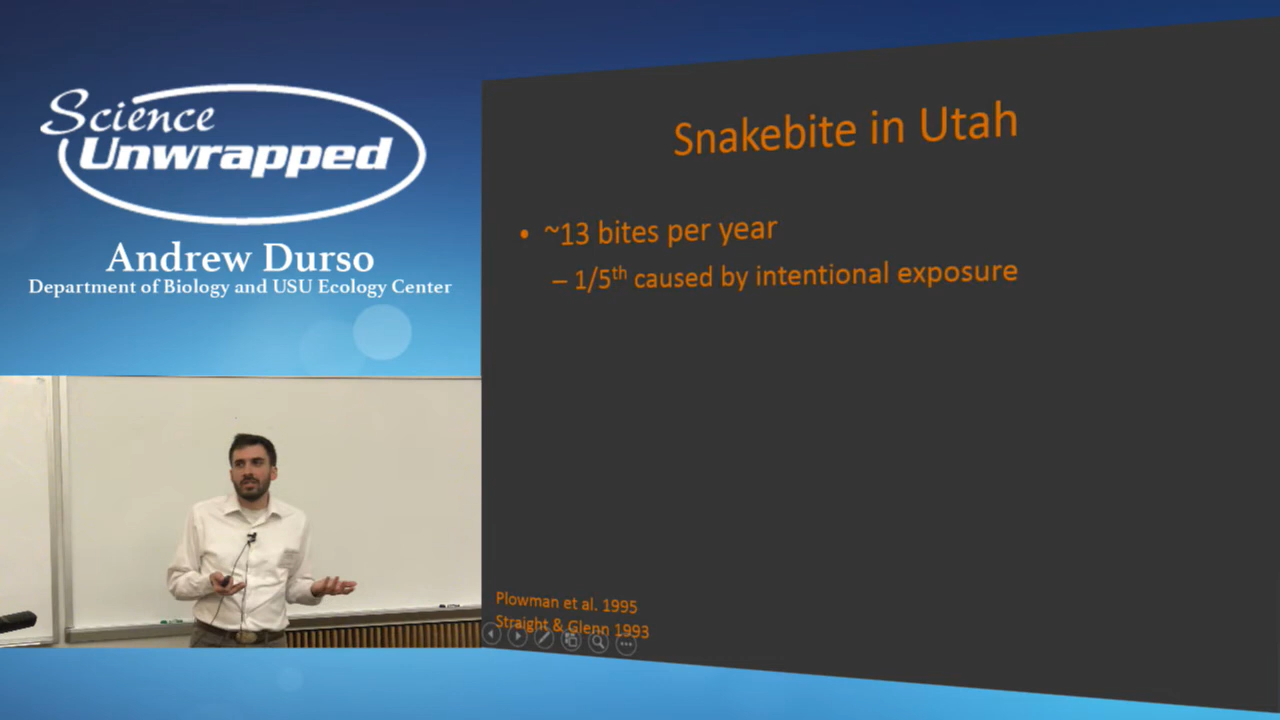 Science
Unwrapped
Andrew Durso
Department of Biology and USU Ecology Center
Snakebite in Utah
• ~13 bites per year
– 1/5th caused by intentional exposure
Plowman et al. 1995
Straight & Glenn 1993